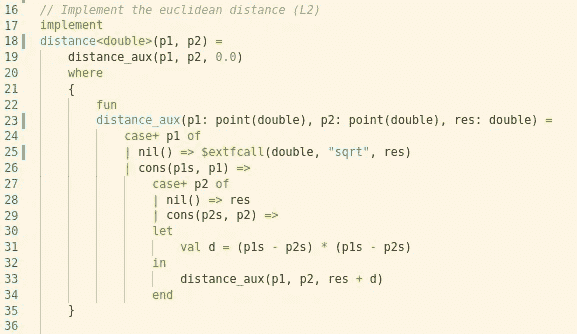 16 // Implement the euclidean distance (L2)
17 implement
18 distance<double>(p1, p2) =
19     distance_aux(p1, p2, 0.0)
20     where
21     {
22         fun
23         distance_aux(p1: point(double), p2: point(double), res: double) =
24             case+ p1 of
25             | nil() => $extfcall(double, "sqrt", res)
26             | cons(p1s, p1) =>
27                 case+ p2 of
28                 | nil() => res
29                 | cons(p2s, p2) =>
30                 let
31                     val d = (p1s - p2s) * (p1s - p2s)
32                 in
33                     distance_aux(p1, p2, res + d)
34                 end
35     }
36